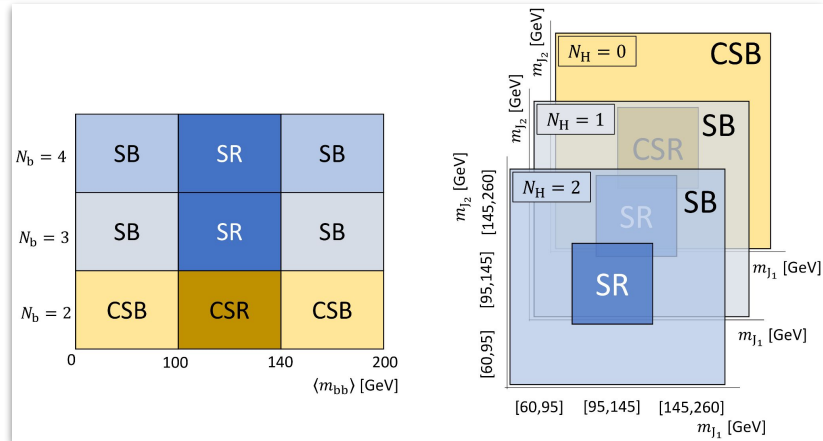 N_b = 4
SB
SR
SB
N_b = 3
SB
SR
SB
N_b = 2
CSB
CSR
CSB
0
100
140
200
⟨m_bb⟩ [GeV]
m_J₂ [GeV]
N_H = 0
CSB
m_J₁ [GeV]
m_J₂ [GeV]
N_H = 1
SB
CSR
m_J₁ [GeV]
m_J₂ [GeV]
N_H = 2
SB
SR
SR
[145,260]
[95,145]
[60,95]
[60,95] [95,145] [145,260]
m_J₁ [GeV]